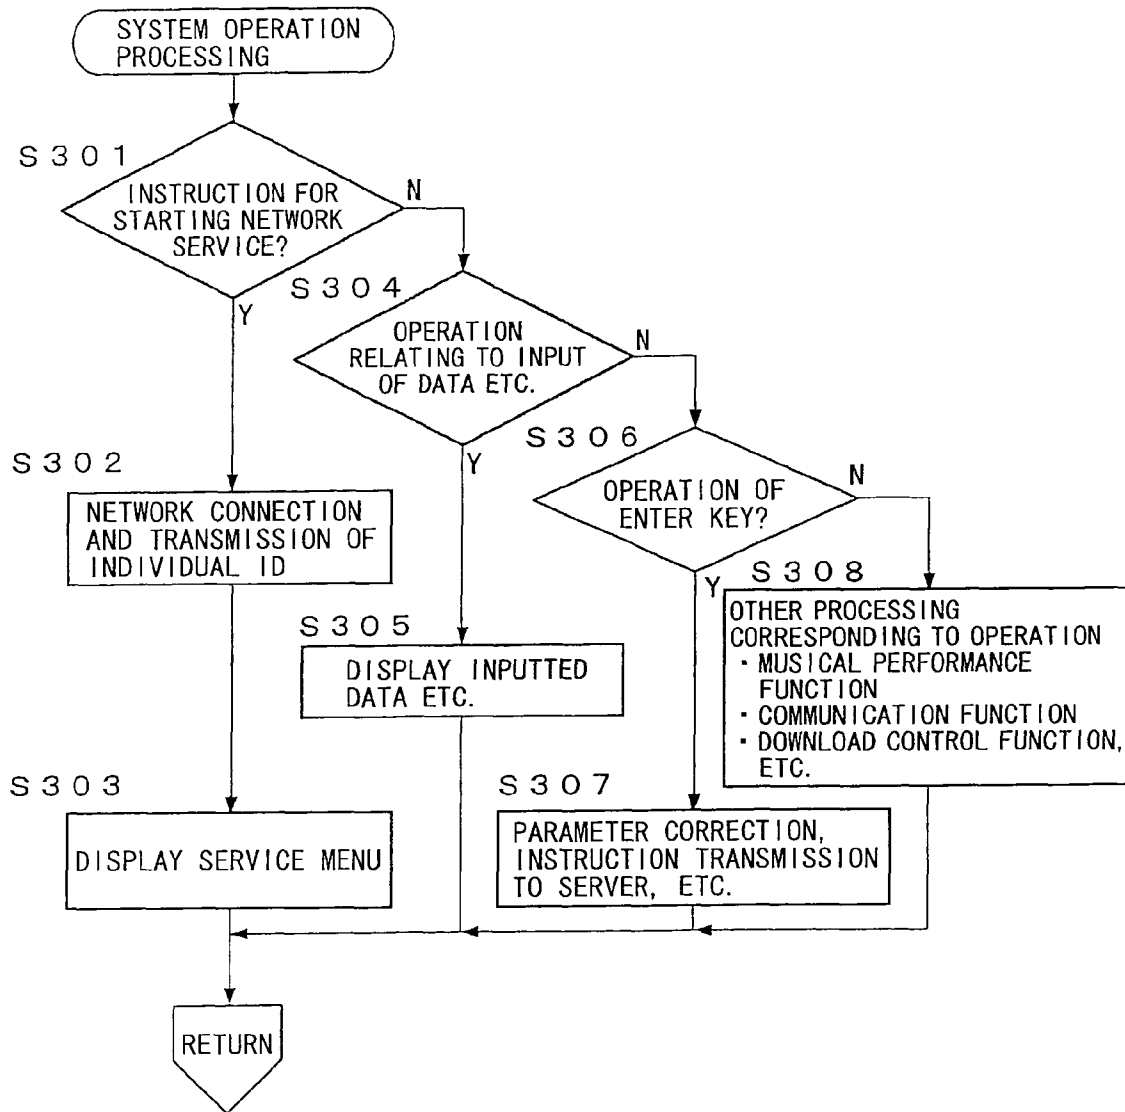 SYSTEM OPERATION
PROCESSING
S301
INSTRUCTION FOR
STARTING NETWORK
SERVICE?
N
Y
S304
OPERATION
RELATING TO INPUT
OF DATA ETC.
N
Y
S306
OPERATION OF
ENTER KEY?
N
Y
S302
NETWORK CONNECTION
AND TRANSMISSION OF
INDIVIDUAL ID
S305
DISPLAY INPUTTED
DATA ETC.
S308
OTHER PROCESSING
CORRESPONDING TO OPERATION
・MUSICAL PERFORMANCE
FUNCTION
・COMMUNICATION FUNCTION
・DOWNLOAD CONTROL FUNCTION,
ETC.
S303
DISPLAY SERVICE MENU
S307
PARAMETER CORRECTION,
INSTRUCTION TRANSMISSION
TO SERVER, ETC.
RETURN